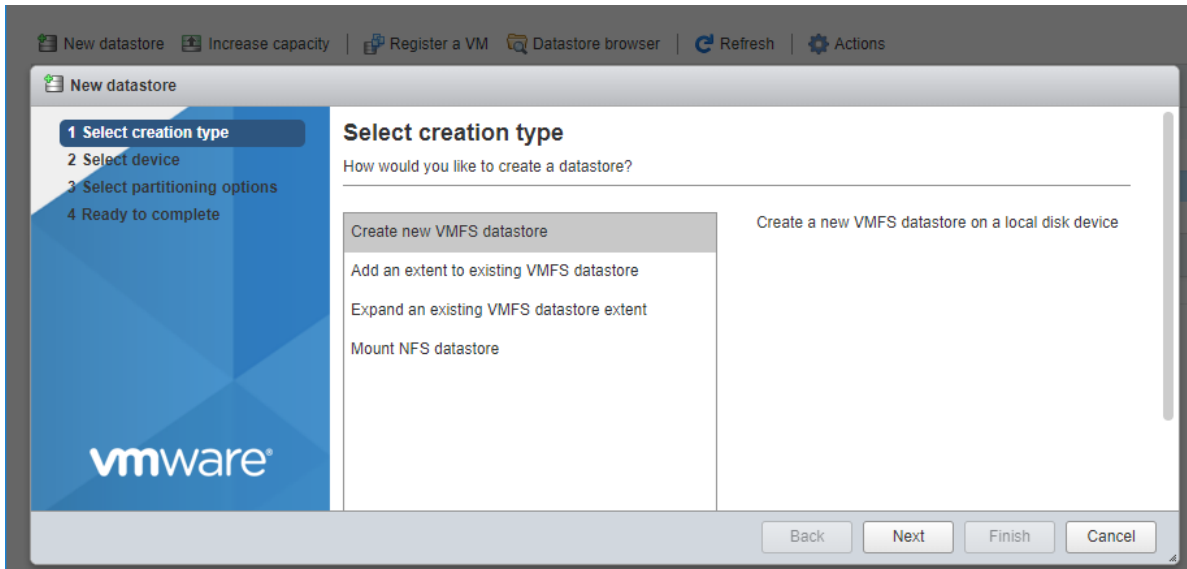 New datastore Increase capacity Register a VM Datastore browser Refresh Actions
New datastore
1 Select creation type
2 Select device
3 Select partitioning options
4 Ready to complete
vmware®
Select creation type
How would you like to create a datastore?
Create new VMFS datastore
Add an extent to existing VMFS datastore
Expand an existing VMFS datastore extent
Mount NFS datastore
Create a new VMFS datastore on a local disk device
Back Next Finish Cancel